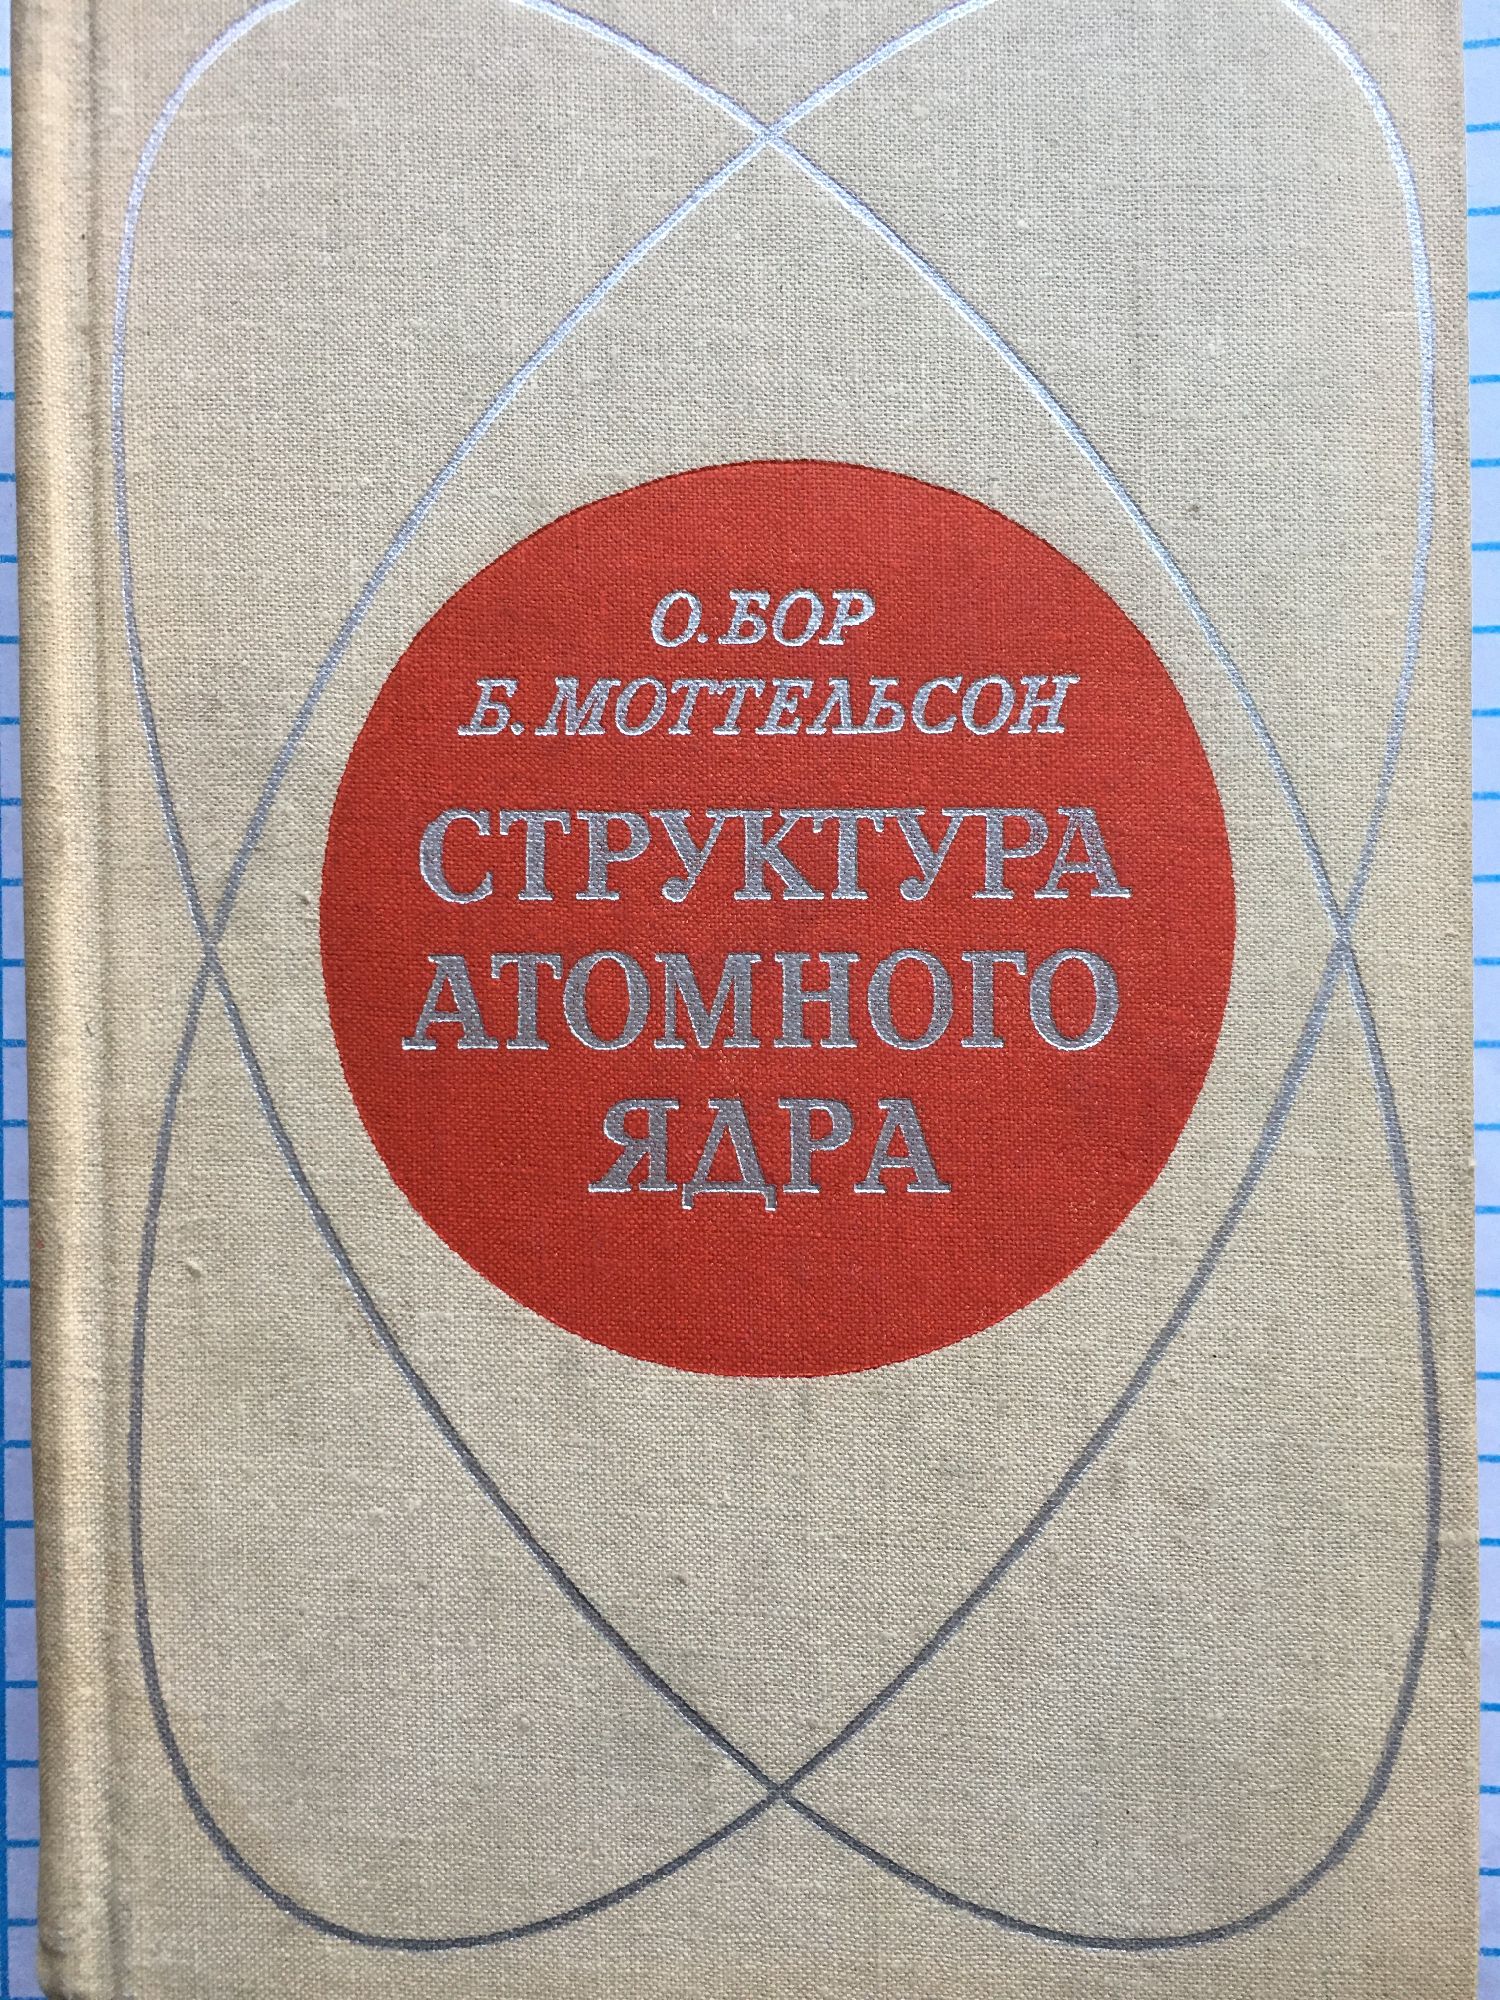 О. БОР
Б. МОТТЕЛЬСОН
СТРУКТУРА
АТОМНОГО
ЯДРА